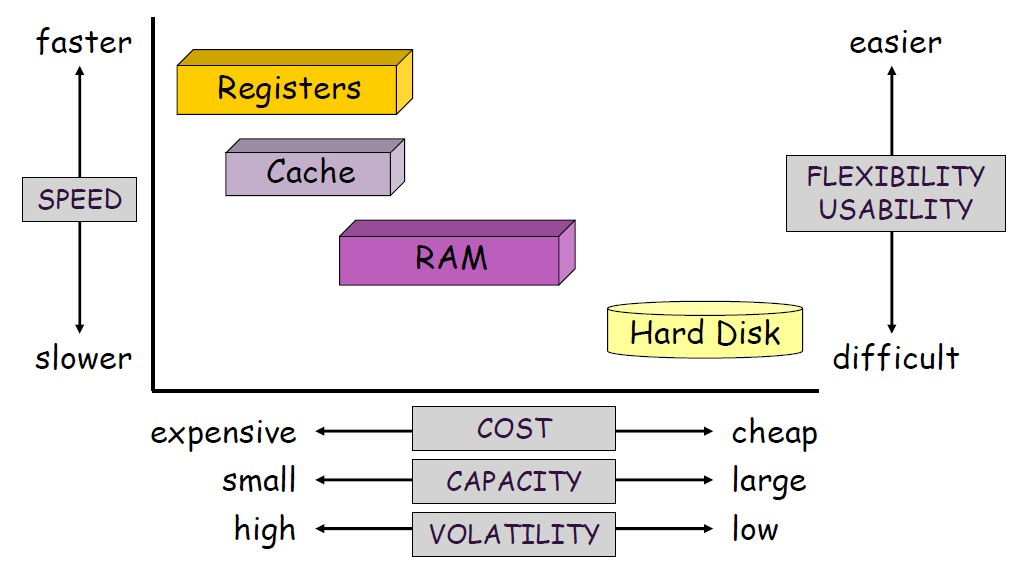 faster
easier
Registers
Cache
SPEED
FLEXIBILITY
USABILITY
RAM
Hard Disk
slower
difficult
expensive
COST
cheap
small
CAPACITY
large
high
VOLATILITY
low